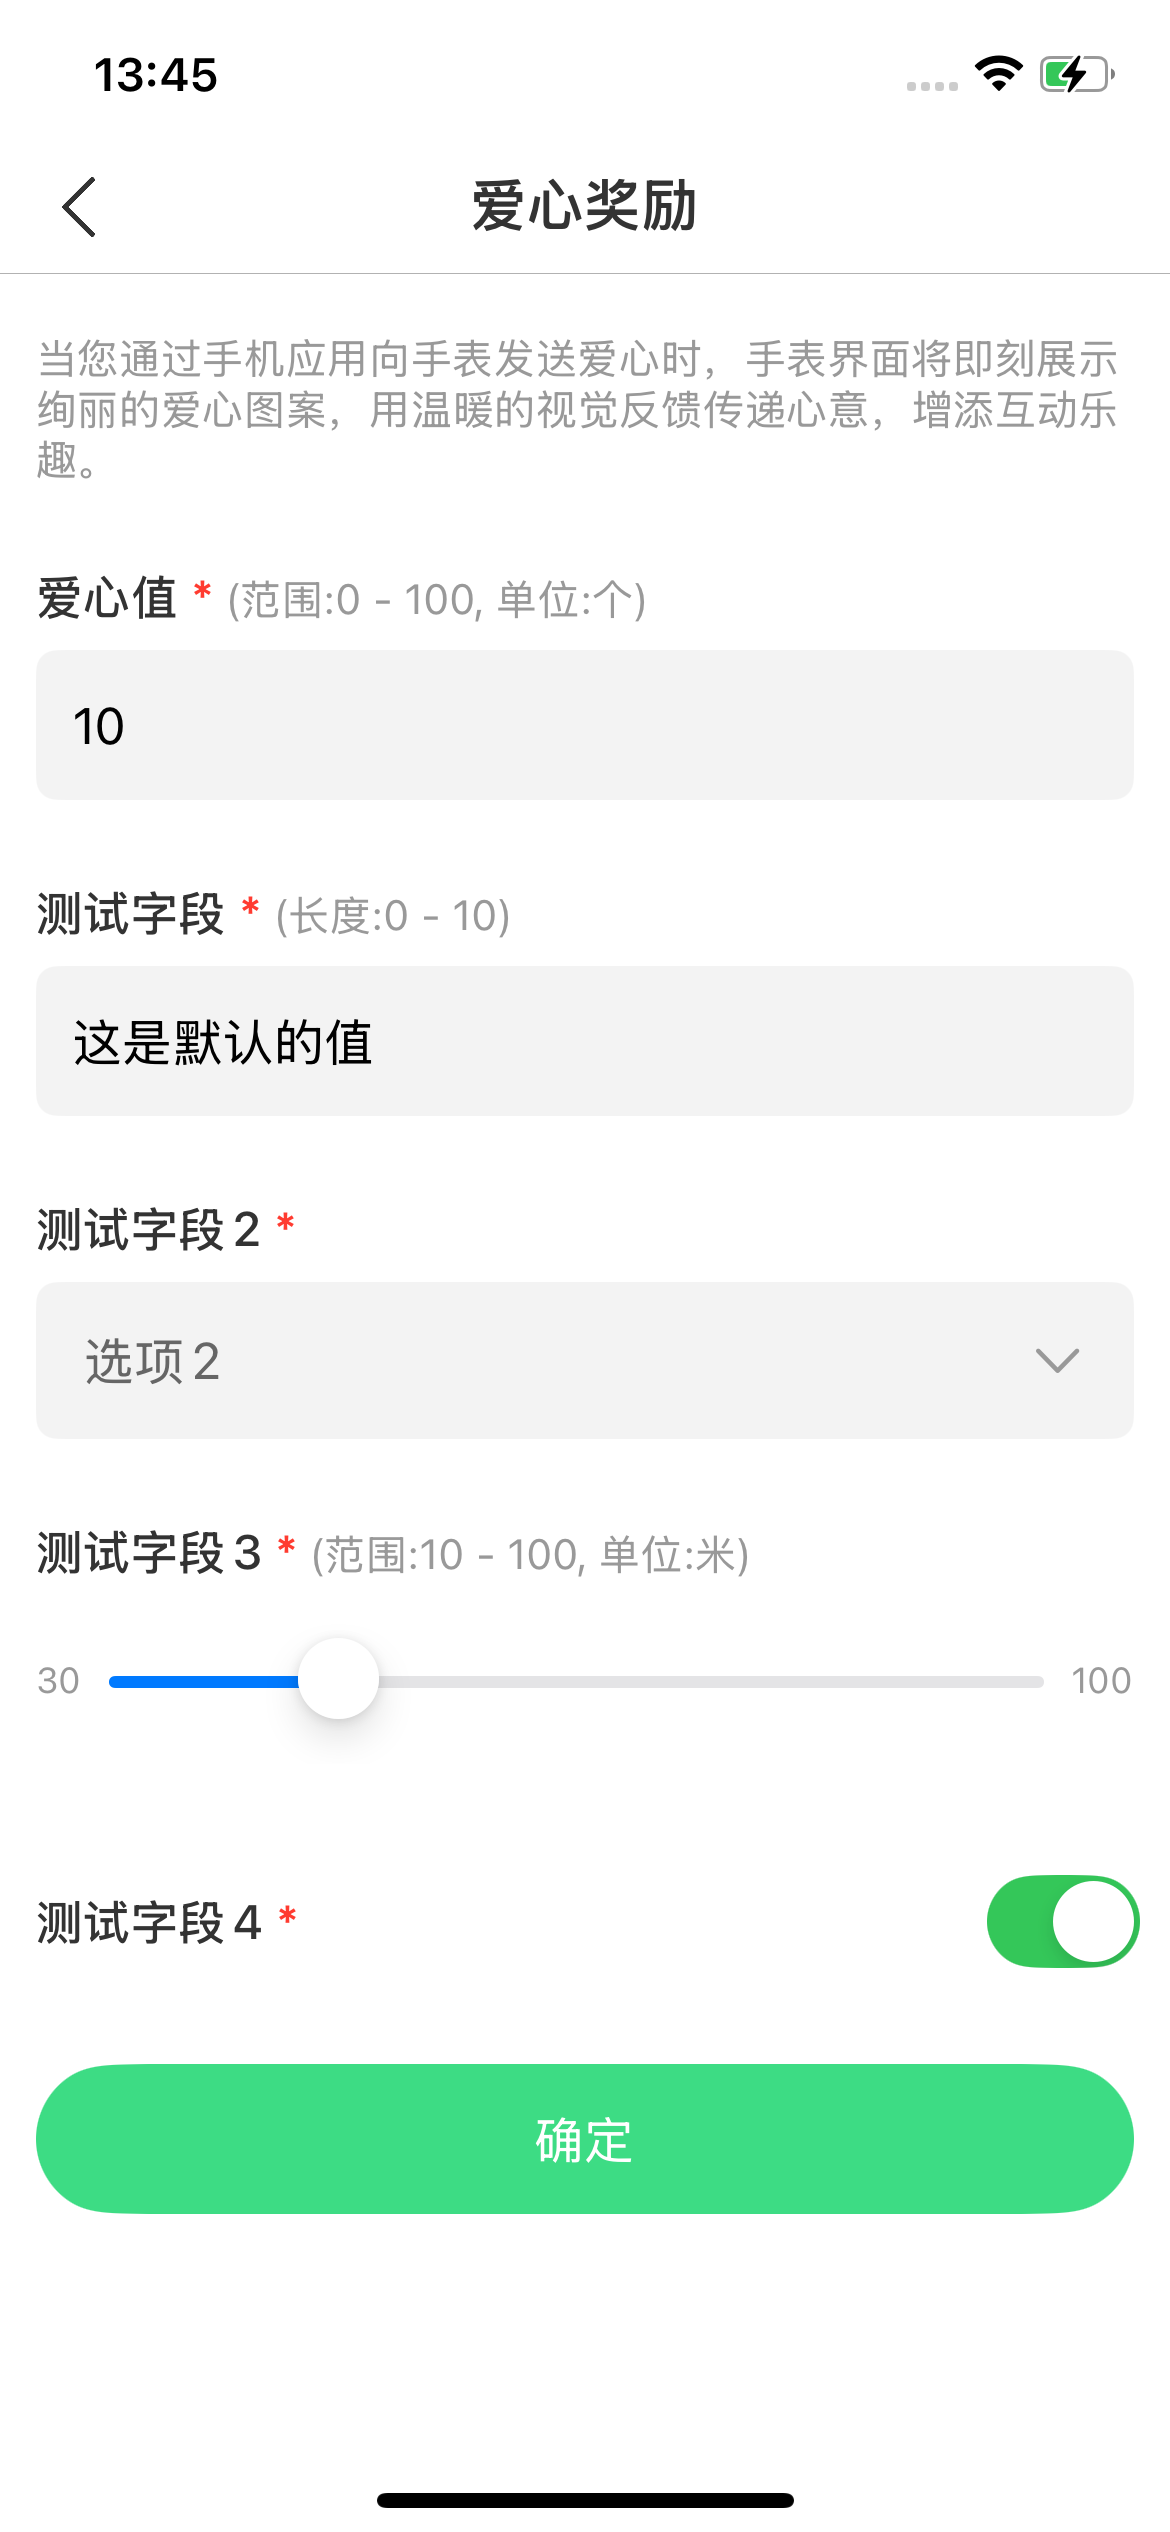 13:45
爱心奖励
当您通过手机应用向手表发送爱心时，手表界面将即刻展示
绚丽的爱心图案，用温暖的视觉反馈传递心意，增添互动乐
趣。
爱心值 * (范围:0 - 100, 单位:个)
10
测试字段 * (长度:0 - 10)
这是默认的值
测试字段2 *
选项2
测试字段3 * (范围:10 - 100, 单位:米)
30 100
测试字段4 *
确定